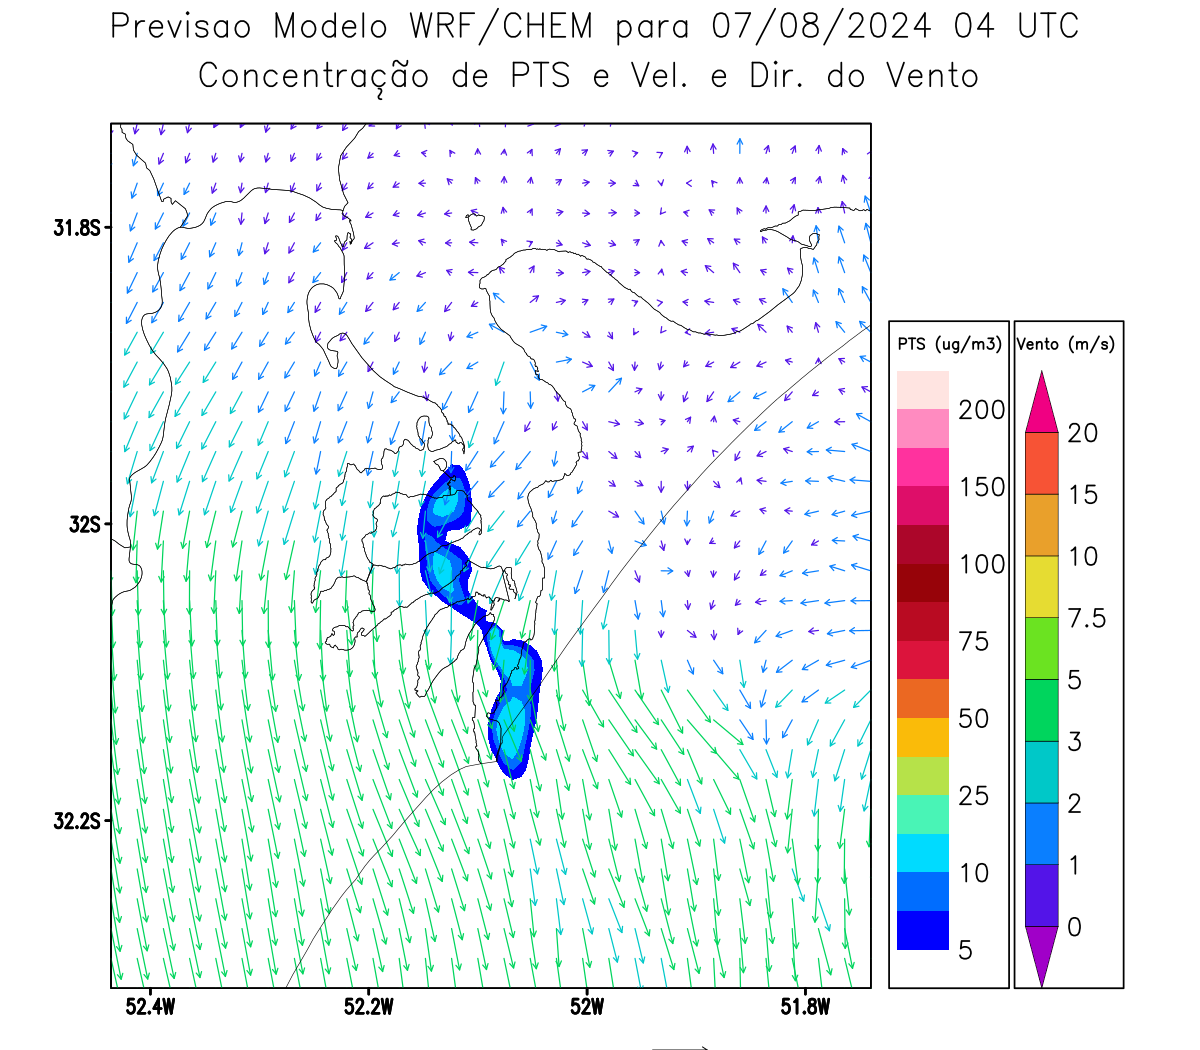 Previsao Modelo WRF/CHEM para 07/08/2024 04 UTC
Concentração de PTS e Vel. e Dir. do Vento
31.8S
32S
32.2S
52.4W 52.2W 52W 51.8W
PTS (ug/m3)
200
150
100
75
50
25
10
5
Vento (m/s)
20
15
10
7.5
5
3
2
1
0